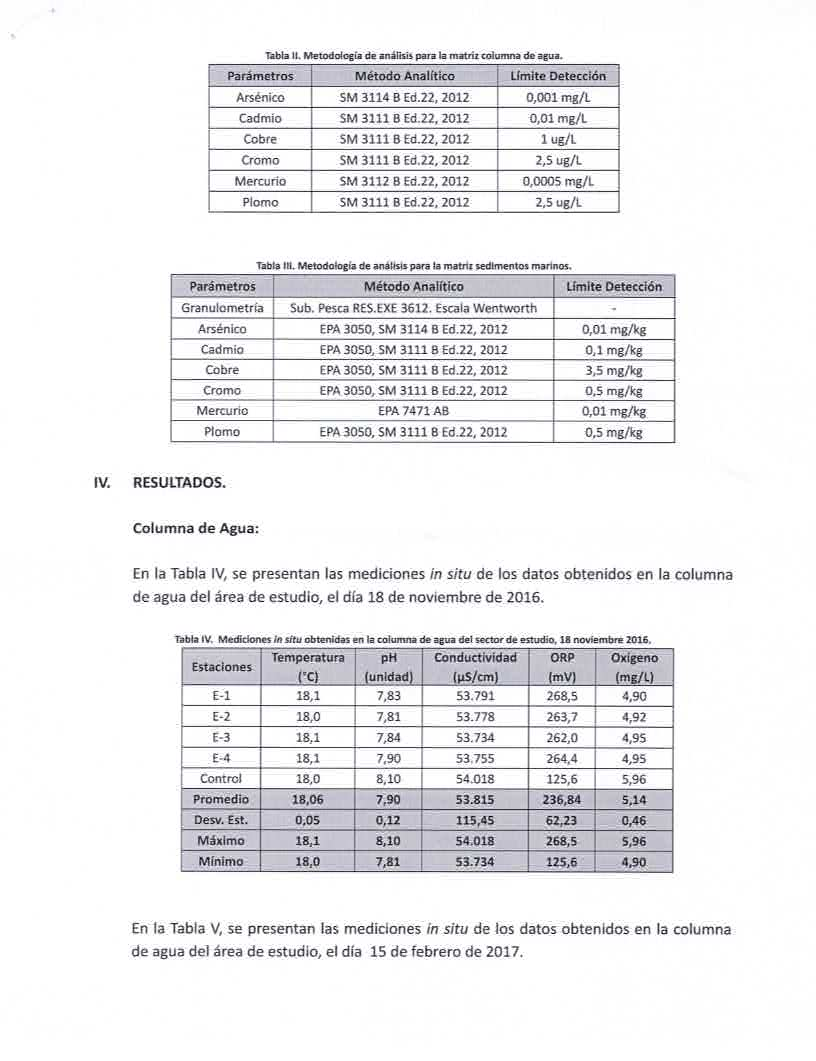 Tabla II. Metodología de análisis para la matriz columna de agua.
Parámetros Método Analítico Límite Detección
Arsénico SM 3114 B Ed.22, 2012 0,001 mg/L
Cadmio SM 3111 B Ed.22, 2012 0,01 mg/L
Cobre SM 3111 B Ed.22, 2012 1 ug/L
Cromo SM 3111 B Ed.22, 2012 2,5 ug/L
Mercurio SM 3112 B Ed.22, 2012 0,0005 mg/L
Plomo SM 3111 B Ed.22, 2012 2,5 ug/L
Tabla III. Metodología de análisis para la matriz sedimentos marinos.
Parámetros Método Analítico Límite Detección
Granulometría Sub. Pesca RES.EXE 3612. Escala Wentworth -
Arsénico EPA 3050, SM 3114 B Ed.22, 2012 0,01 mg/kg
Cadmio EPA 3050, SM 3111 B Ed.22, 2012 0,1 mg/kg
Cobre EPA 3050, SM 3111 B Ed.22, 2012 3,5 mg/kg
Cromo EPA 3050, SM 3111 B Ed.22, 2012 0,5 mg/kg
Mercurio EPA 7471 AB 0,01 mg/kg
Plomo EPA 3050, SM 3111 B Ed.22, 2012 0,5 mg/kg
IV. RESULTADOS.
Columna de Agua:
En la Tabla IV, se presentan las mediciones in situ de los datos obtenidos en la columna
de agua del área de estudio, el día 18 de noviembre de 2016.
Tabla IV. Mediciones in situ obtenidas en la columna de agua del sector de estudio, 18 noviembre 2016.
Estaciones Temperatura (°C) pH (unidad) Conductividad (µS/cm) ORP (mV) Oxígeno (mg/L)
E-1 18,1 7,83 53.791 268,5 4,90
E-2 18,0 7,81 53.778 263,7 4,92
E-3 18,1 7,84 53.734 262,0 4,95
E-4 18,1 7,90 53.755 264,4 4,95
Control 18,0 8,10 54.018 125,6 5,96
Promedio 18,06 7,90 53.815 236,84 5,14
Desv. Est. 0,05 0,12 115,45 62,23 0,46
Máximo 18,1 8,10 54.018 268,5 5,96
Mínimo 18,0 7,81 53.734 125,6 4,90
En la Tabla V, se presentan las mediciones in situ de los datos obtenidos en la columna
de agua del área de estudio, el día 15 de febrero de 2017.